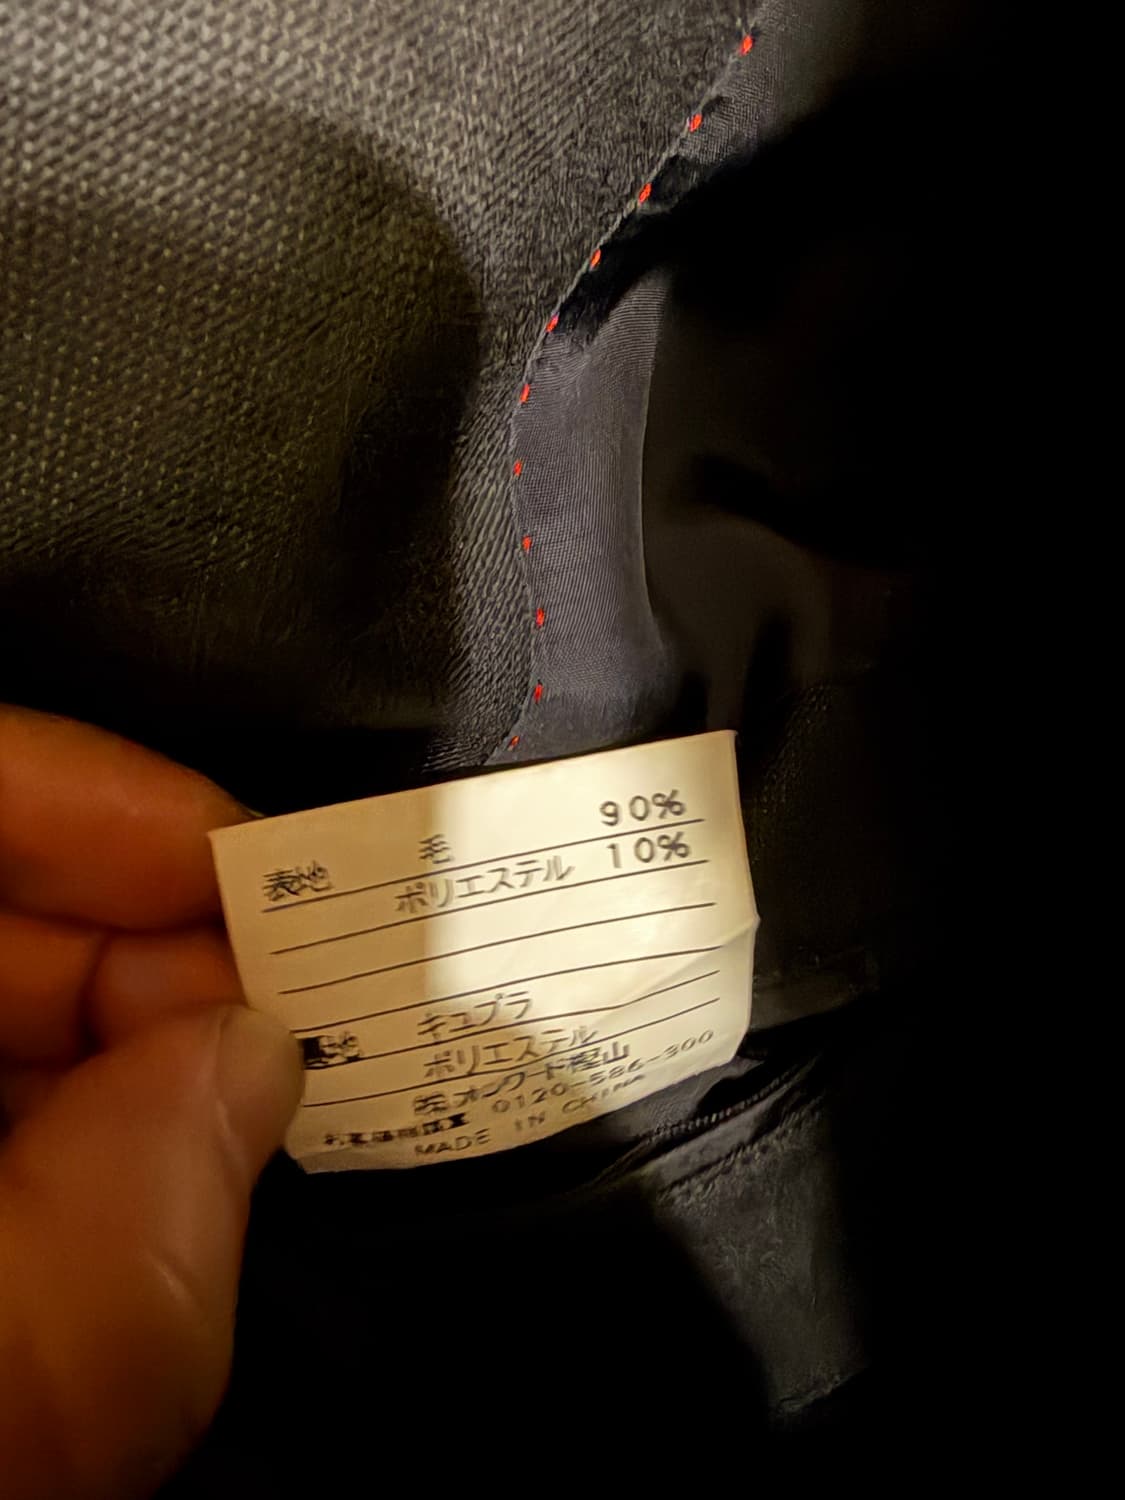 表地 毛 90%
ポリエステル 10%
キュプラ
ポリエステル
㈱オンワード樫山
0120-586-300
MADE IN CHINA